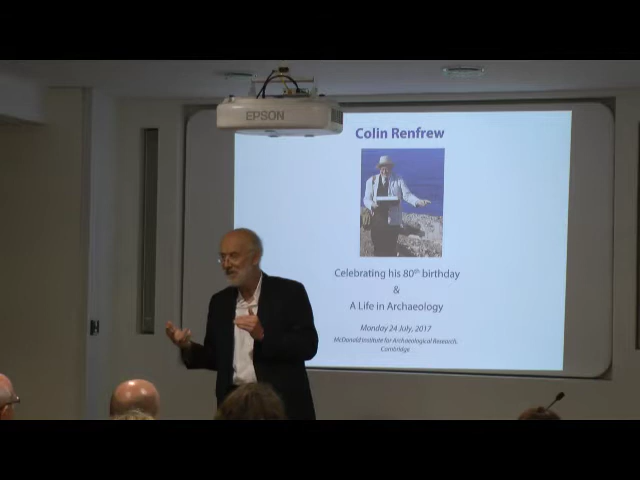 EPSON
Colin Renfrew
Celebrating his 80th birthday
&
A Life in Archaeology
Monday 24 July, 2017
McDonald Institute for Archaeological Research,
Cambridge